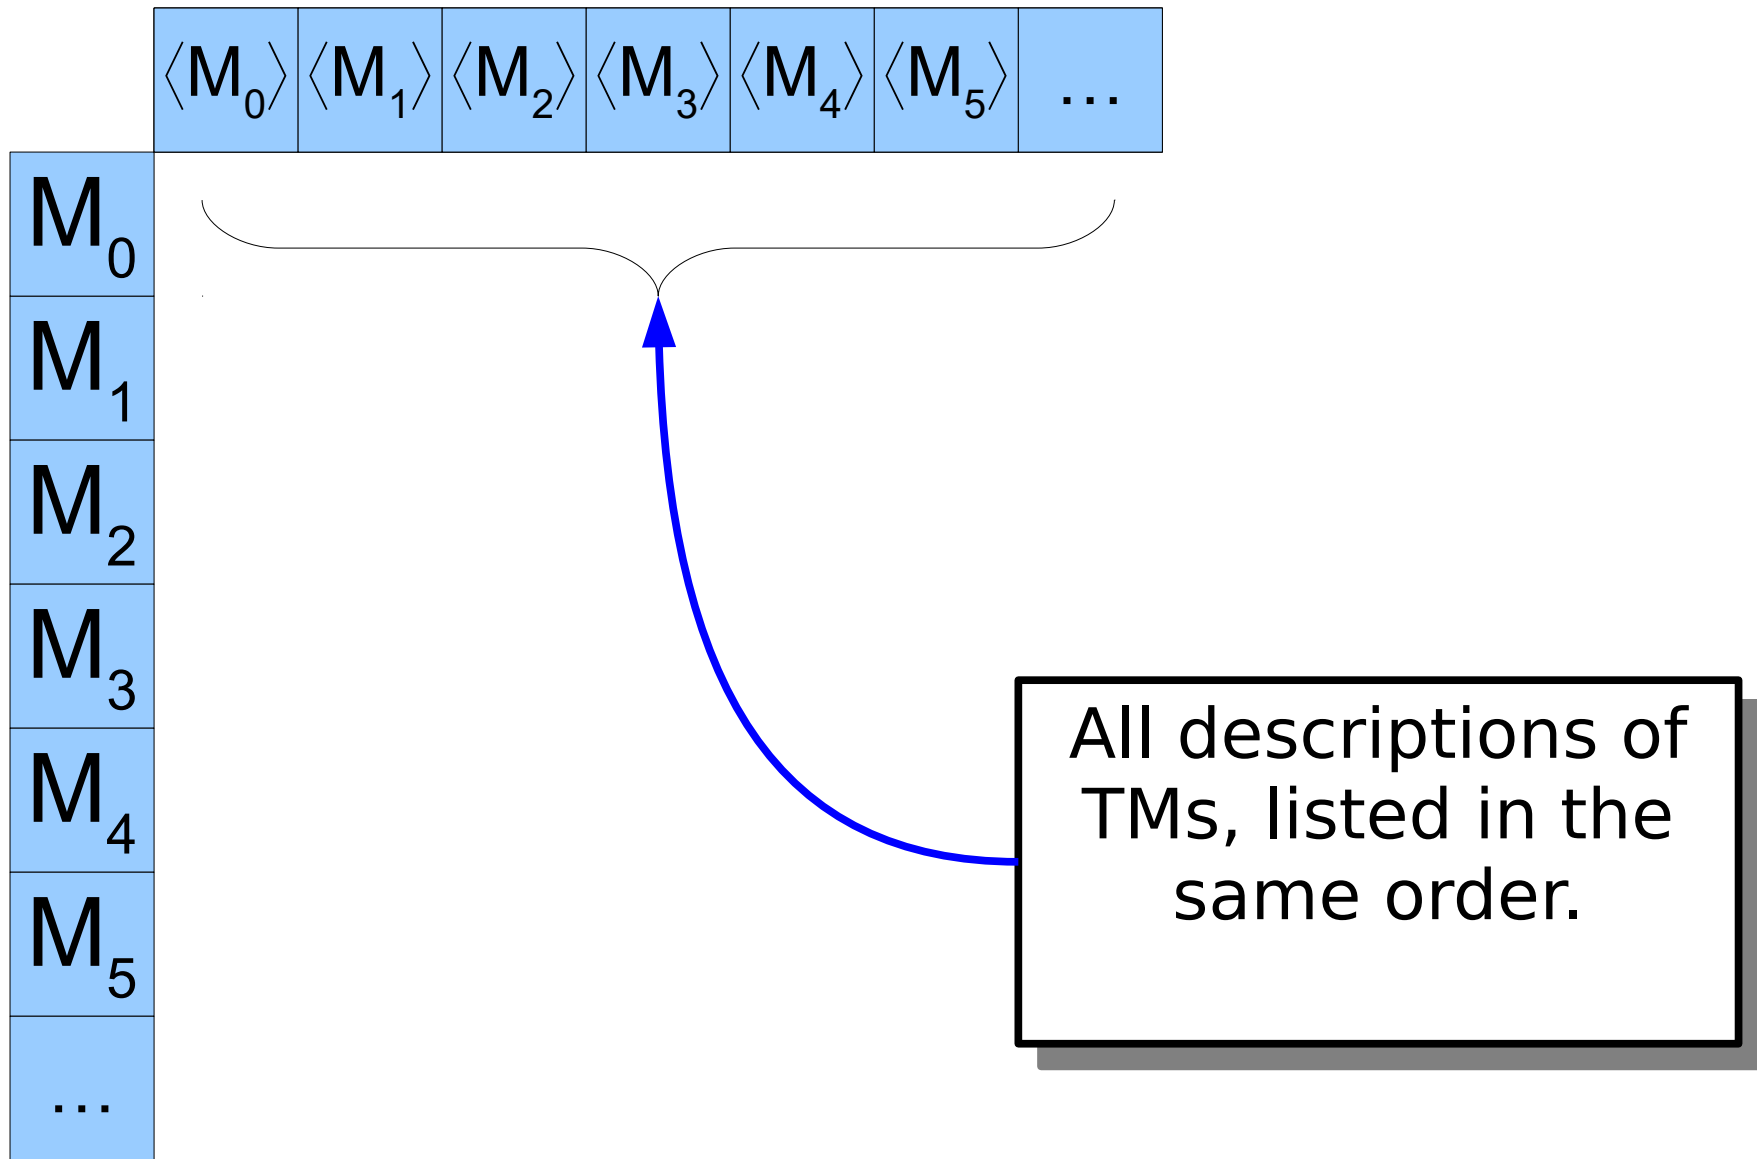 ⟨M₀⟩ ⟨M₁⟩ ⟨M₂⟩ ⟨M₃⟩ ⟨M₄⟩ ⟨M₅⟩ …
M₀
M₁
M₂
M₃
M₄
M₅
…
All descriptions of
TMs, listed in the
same order.